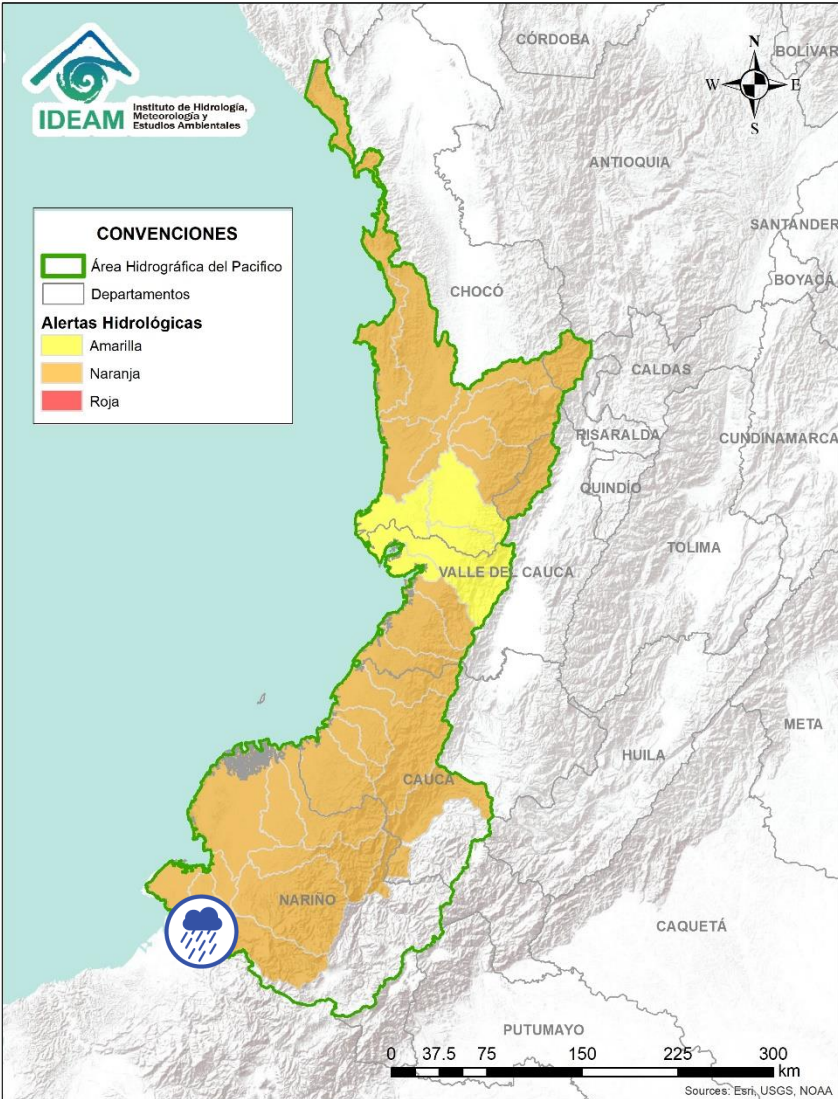 IDEAM
Instituto de Hidrología,
Meteorología y
Estudios Ambientales
N
W
E
S
CÓRDOBA
BOLÍVAR
ANTIOQUIA
SANTANDER
BOYACÁ
CHOCÓ
CALDAS
RISARALDA
CUNDINAMARCA
QUINDÍO
TOLIMA
VALLE DEL CAUCA
META
HUILA
CAUCA
NARIÑO
CAQUETÁ
PUTUMAYO
CONVENCIONES
Área Hidrográfica del Pacifico
Departamentos
Alertas Hidrológicas
Amarilla
Naranja
Roja
0 37.5 75 150 225 300
km
Sources: Esri, USGS, NOAA